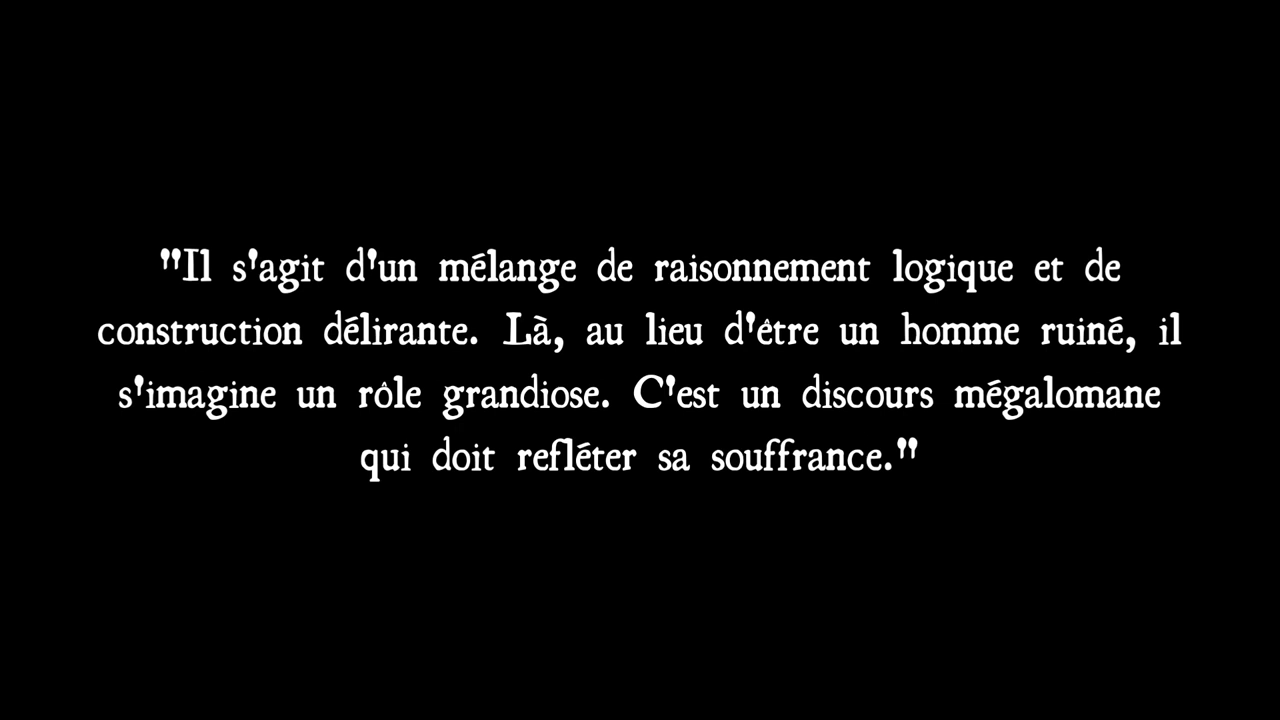 "Il s'agit d'un mélange de raisonnement logique et de
construction délirante. Là, au lieu d'être un homme ruiné, il
s'imagine un rôle grandiose. C'est un discours mégalomane
qui doit refléter sa souffrance."